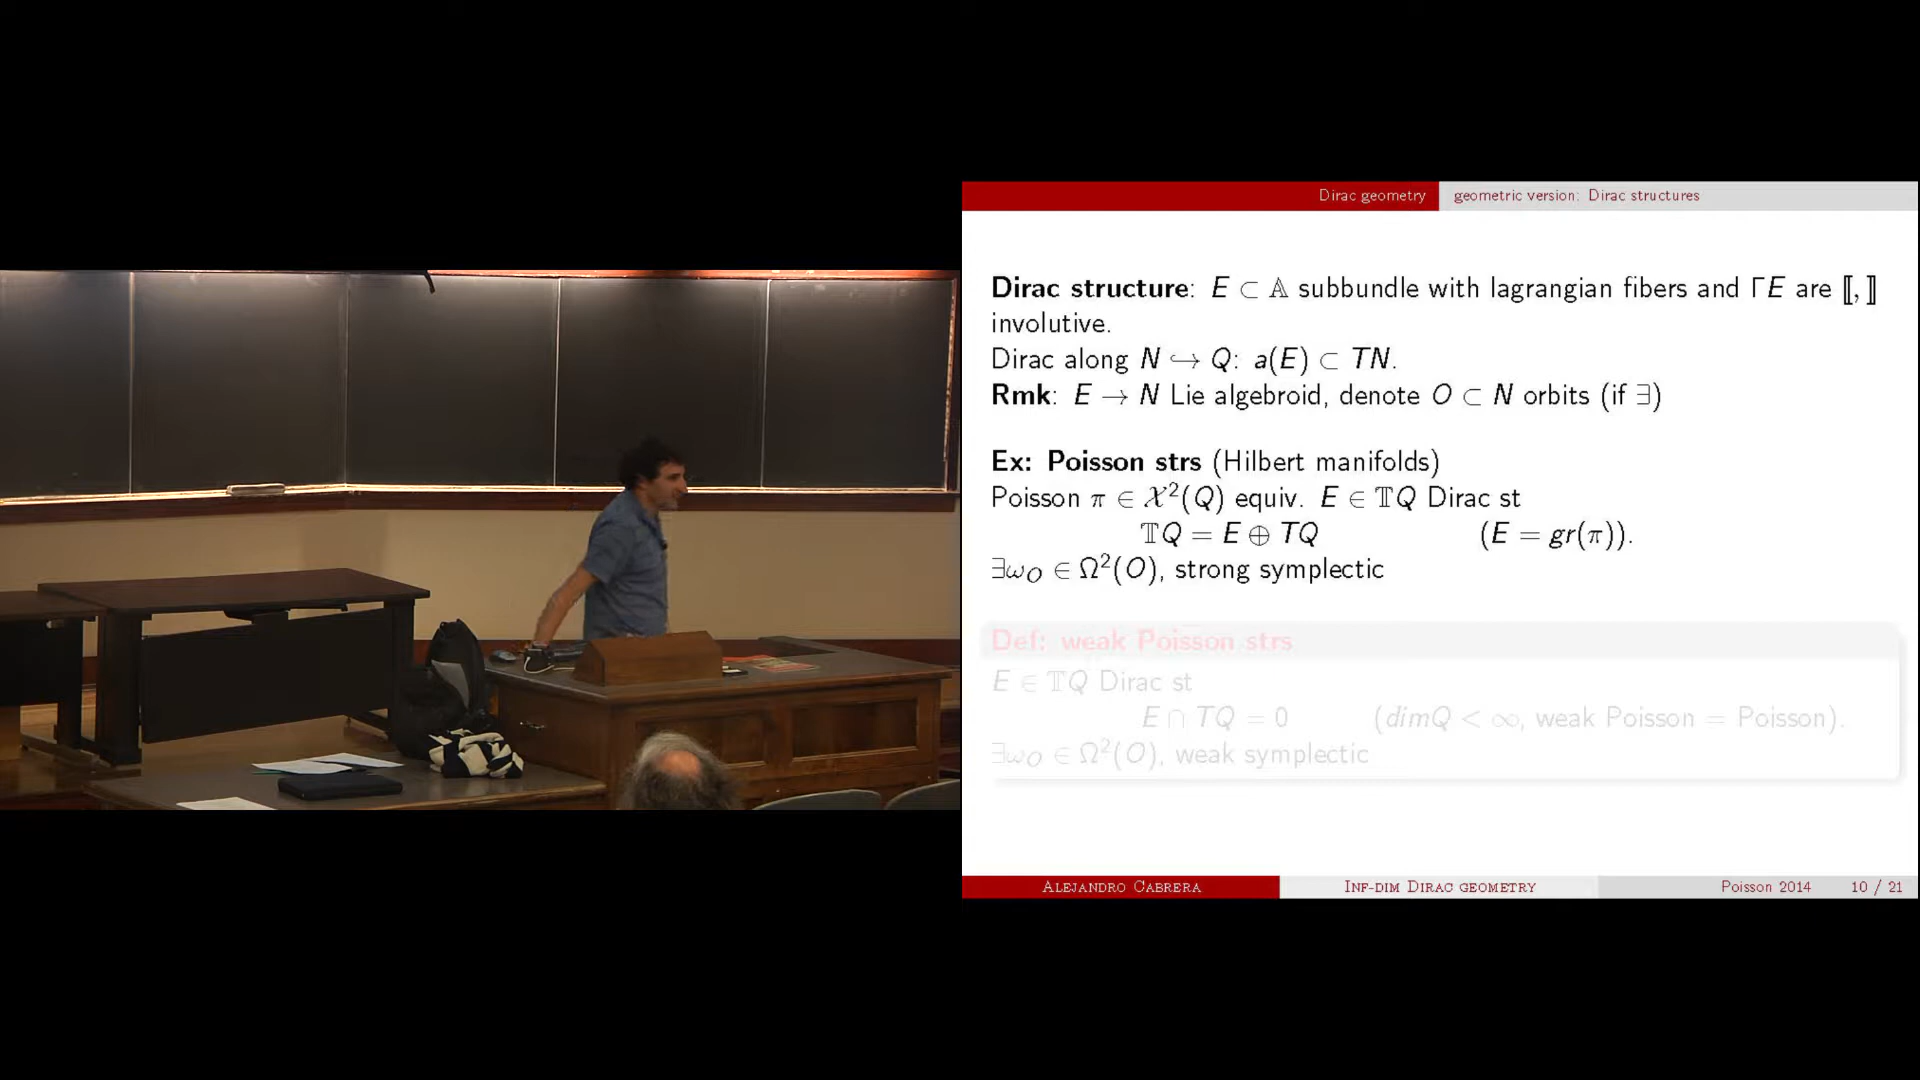 Dirac geometry geometric version: Dirac structures
Dirac structure: E ⊂ 𝔸 subbundle with lagrangian fibers and ΓE are ⟦,⟧
involutive.
Dirac along N ↪ Q: a(E) ⊂ TN.
Rmk: E → N Lie algebroid, denote O ⊂ N orbits (if ∃)
Ex: Poisson strs (Hilbert manifolds)
Poisson π ∈ 𝒳²(Q) equiv. E ∈ 𝕋Q Dirac st
𝕋Q = E ⊕ TQ (E = gr(π)).
∃ω_O ∈ Ω²(O), strong symplectic
Def: weak Poisson strs
E ∈ 𝕋Q Dirac st
E ∩ TQ = 0 (dimQ < ∞, weak Poisson = Poisson).
∃ω_O ∈ Ω²(O), weak symplectic
Alejandro Cabrera Inf-dim Dirac geometry Poisson 2014 10 / 21